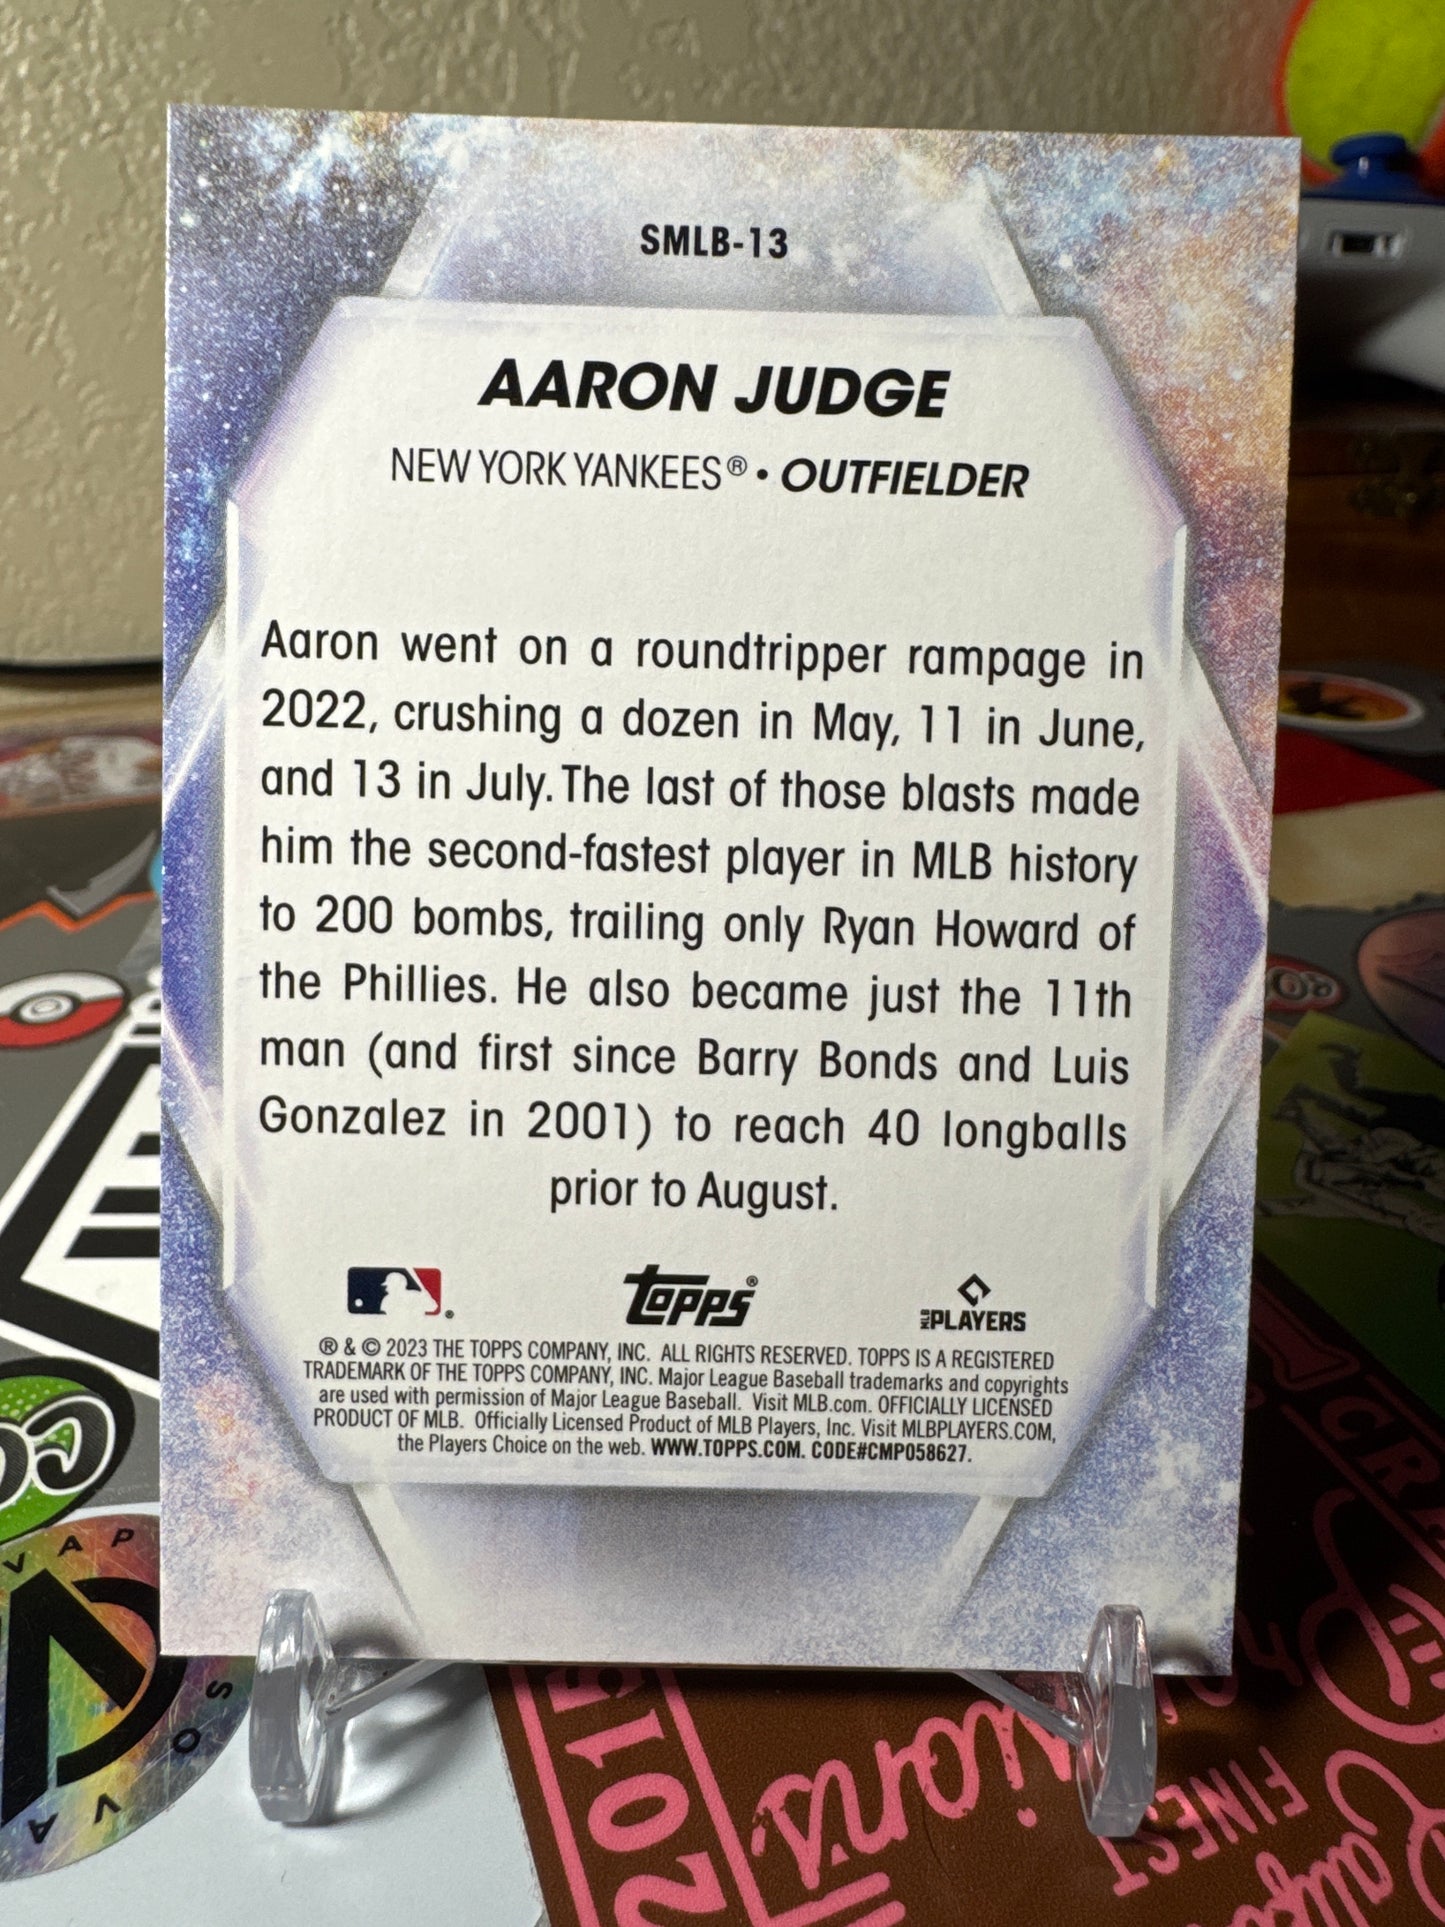 SMLB-13
AARON JUDGE
NEW YORK YANKEES® • OUTFIELDER
Aaron went on a roundtripper rampage in
2022, crushing a dozen in May, 11 in June,
and 13 in July. The last of those blasts made
him the second-fastest player in MLB history
to 200 bombs, trailing only Ryan Howard of
the Phillies. He also became just the 11th
man (and first since Barry Bonds and Luis
Gonzalez in 2001) to reach 40 longballs
prior to August.
Topps®
MLB PLAYERS
® & © 2023 THE TOPPS COMPANY, INC. ALL RIGHTS RESERVED. TOPPS IS A REGISTERED
TRADEMARK OF THE TOPPS COMPANY, INC. Major League Baseball trademarks and copyrights
are used with permission of Major League Baseball. Visit MLB.com. OFFICIALLY LICENSED
PRODUCT OF MLB. Officially Licensed Product of MLB Players, Inc. Visit MLBPLAYERS.COM,
the Players Choice on the web. WWW.TOPPS.COM. CODE#CMP058627.
VAP
SO
AV
2015
FINEST